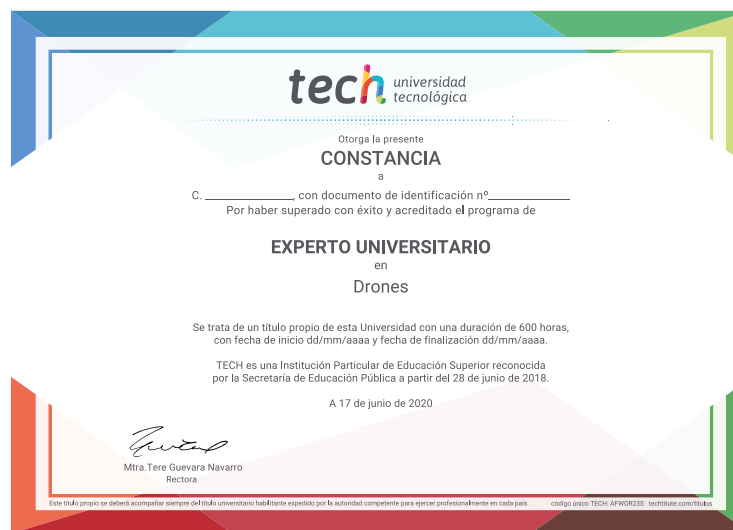 tech universidad
tecnológica
Otorga la presente
CONSTANCIA
a
C. ______________, con documento de identificación nº_____________
Por haber superado con éxito y acreditado el programa de
EXPERTO UNIVERSITARIO
en
Drones
Se trata de un título propio de esta Universidad con una duración de 600 horas,
con fecha de inicio dd/mm/aaaa y fecha de finalización dd/mm/aaaa.
TECH es una Institución Particular de Educación Superior reconocida
por la Secretaría de Educación Pública a partir del 28 de junio de 2018.
A 17 de junio de 2020
Mtra.Tere Guevara Navarro
Rectora
Este título propio se deberá acompañar siempre del título universitario habilitante expedido por la autoridad competente para ejercer profesionalmente en cada país. código único TECH: AFWOR23S techtitute.com/titulos